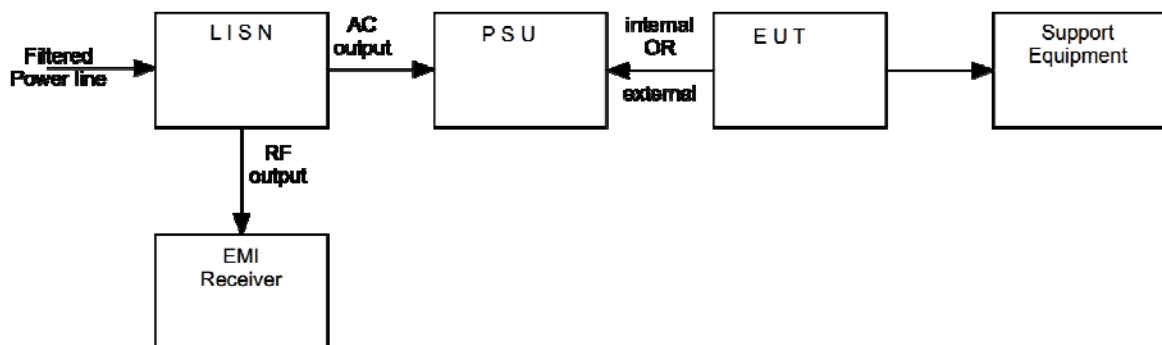 Filtered
Power line
L I S N
AC
output
P S U
internal
OR
external
E U T
Support
Equipment
RF
output
EMI
Receiver